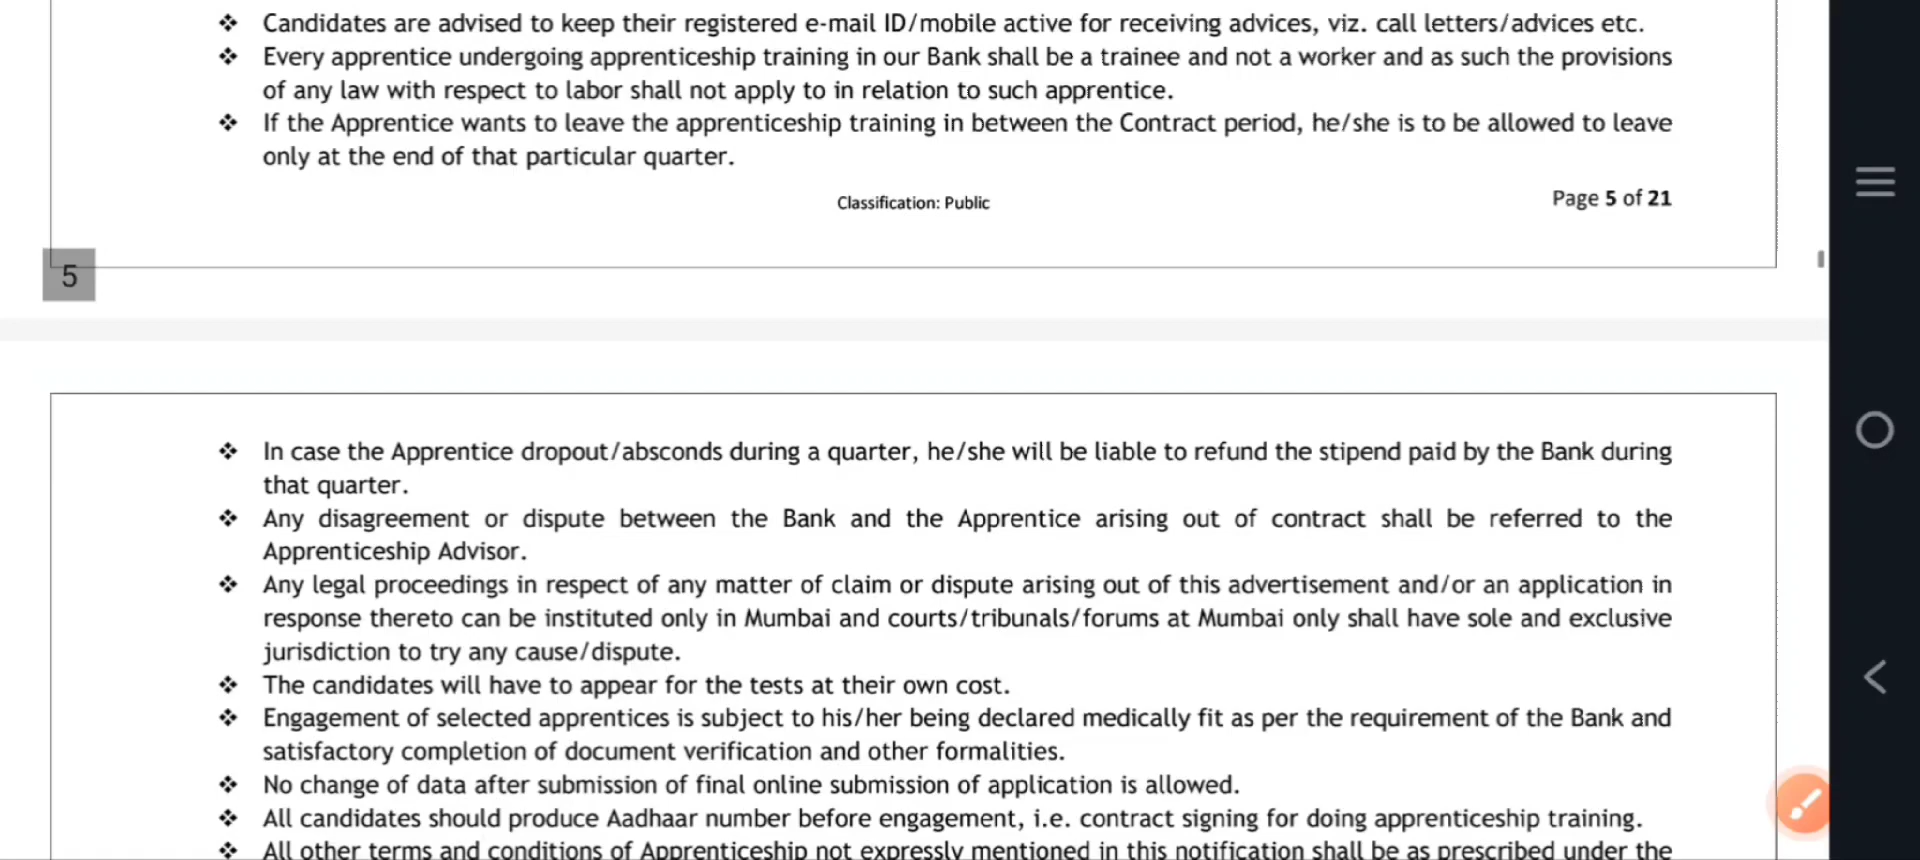 ❖ Candidates are advised to keep their registered e-mail ID/mobile active for receiving advices, viz. call letters/advices etc.
❖ Every apprentice undergoing apprenticeship training in our Bank shall be a trainee and not a worker and as such the provisions
of any law with respect to labor shall not apply to in relation to such apprentice.
❖ If the Apprentice wants to leave the apprenticeship training in between the Contract period, he/she is to be allowed to leave
only at the end of that particular quarter.
Classification: Public
Page 5 of 21
5
❖ In case the Apprentice dropout/absconds during a quarter, he/she will be liable to refund the stipend paid by the Bank during
that quarter.
❖ Any disagreement or dispute between the Bank and the Apprentice arising out of contract shall be referred to the
Apprenticeship Advisor.
❖ Any legal proceedings in respect of any matter of claim or dispute arising out of this advertisement and/or an application in
response thereto can be instituted only in Mumbai and courts/tribunals/forums at Mumbai only shall have sole and exclusive
jurisdiction to try any cause/dispute.
❖ The candidates will have to appear for the tests at their own cost.
❖ Engagement of selected apprentices is subject to his/her being declared medically fit as per the requirement of the Bank and
satisfactory completion of document verification and other formalities.
❖ No change of data after submission of final online submission of application is allowed.
❖ All candidates should produce Aadhaar number before engagement, i.e. contract signing for doing apprenticeship training.
❖ All other terms and conditions of Apprenticeship not expressly mentioned in this notification shall be as prescribed under the